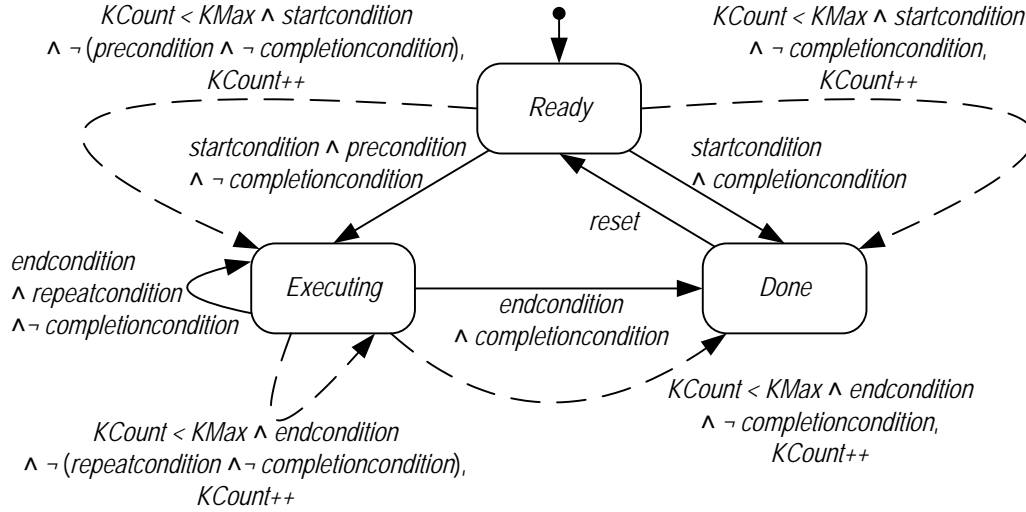 KCount < KMax ∧ startcondition
∧ ¬ (precondition ∧ ¬ completioncondition),
KCount++
KCount < KMax ∧ startcondition
∧ ¬ completioncondition,
KCount++
Ready
startcondition ∧ precondition
∧ ¬ completioncondition
startcondition
∧ completioncondition
reset
endcondition
∧ repeatcondition
∧¬ completioncondition
Executing
endcondition
∧ completioncondition
Done
KCount < KMax ∧ endcondition
∧ ¬ (repeatcondition ∧¬ completioncondition),
KCount++
KCount < KMax ∧ endcondition
∧ ¬ completioncondition,
KCount++